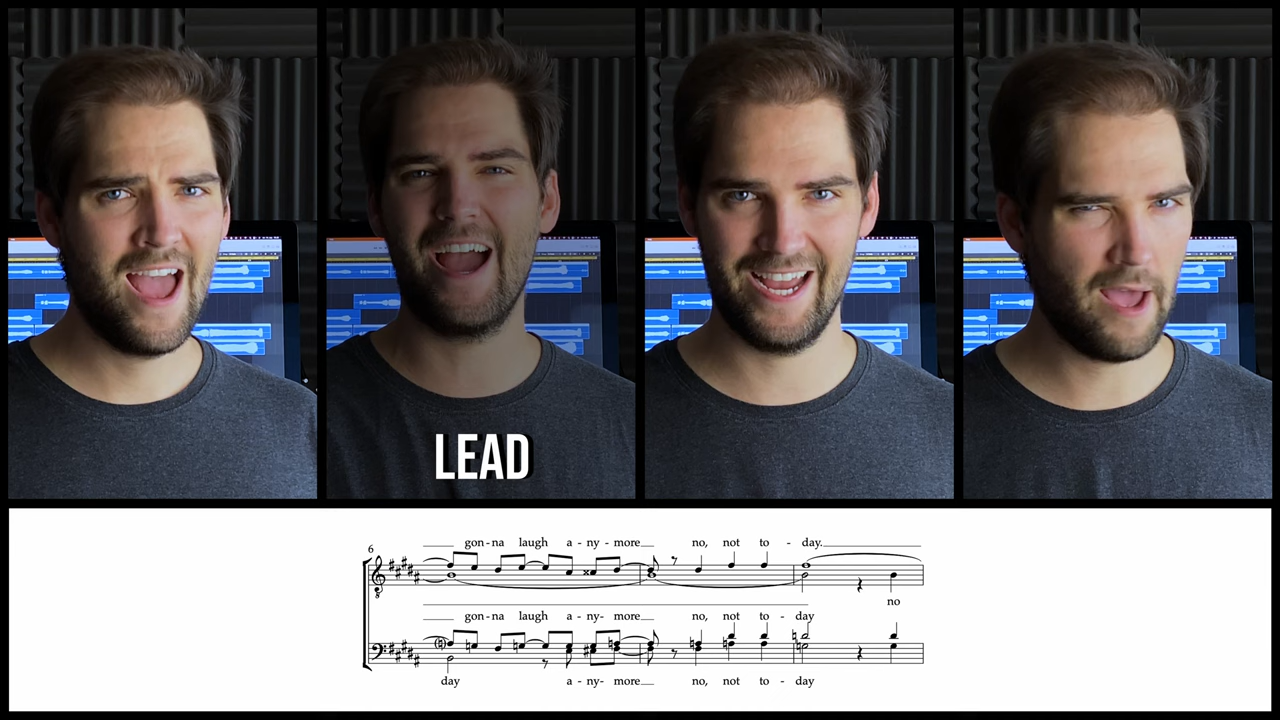 LEAD
6
gon-na laugh a-ny-more no, not to - day.
no
gon-na laugh a-ny-more no, not to - day
day a-ny-more no, not to - day